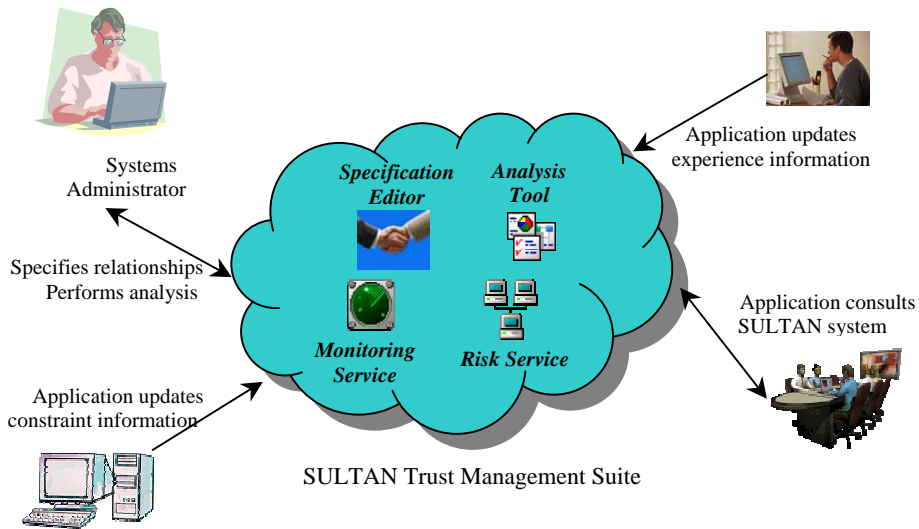 Application updates
experience information
Specification
Editor
Analysis
Tool
Systems
Administrator
Specifies relationships
Performs analysis
Application consults
SULTAN system
Monitoring
Service
Risk Service
Application updates
constraint information
SULTAN Trust Management Suite